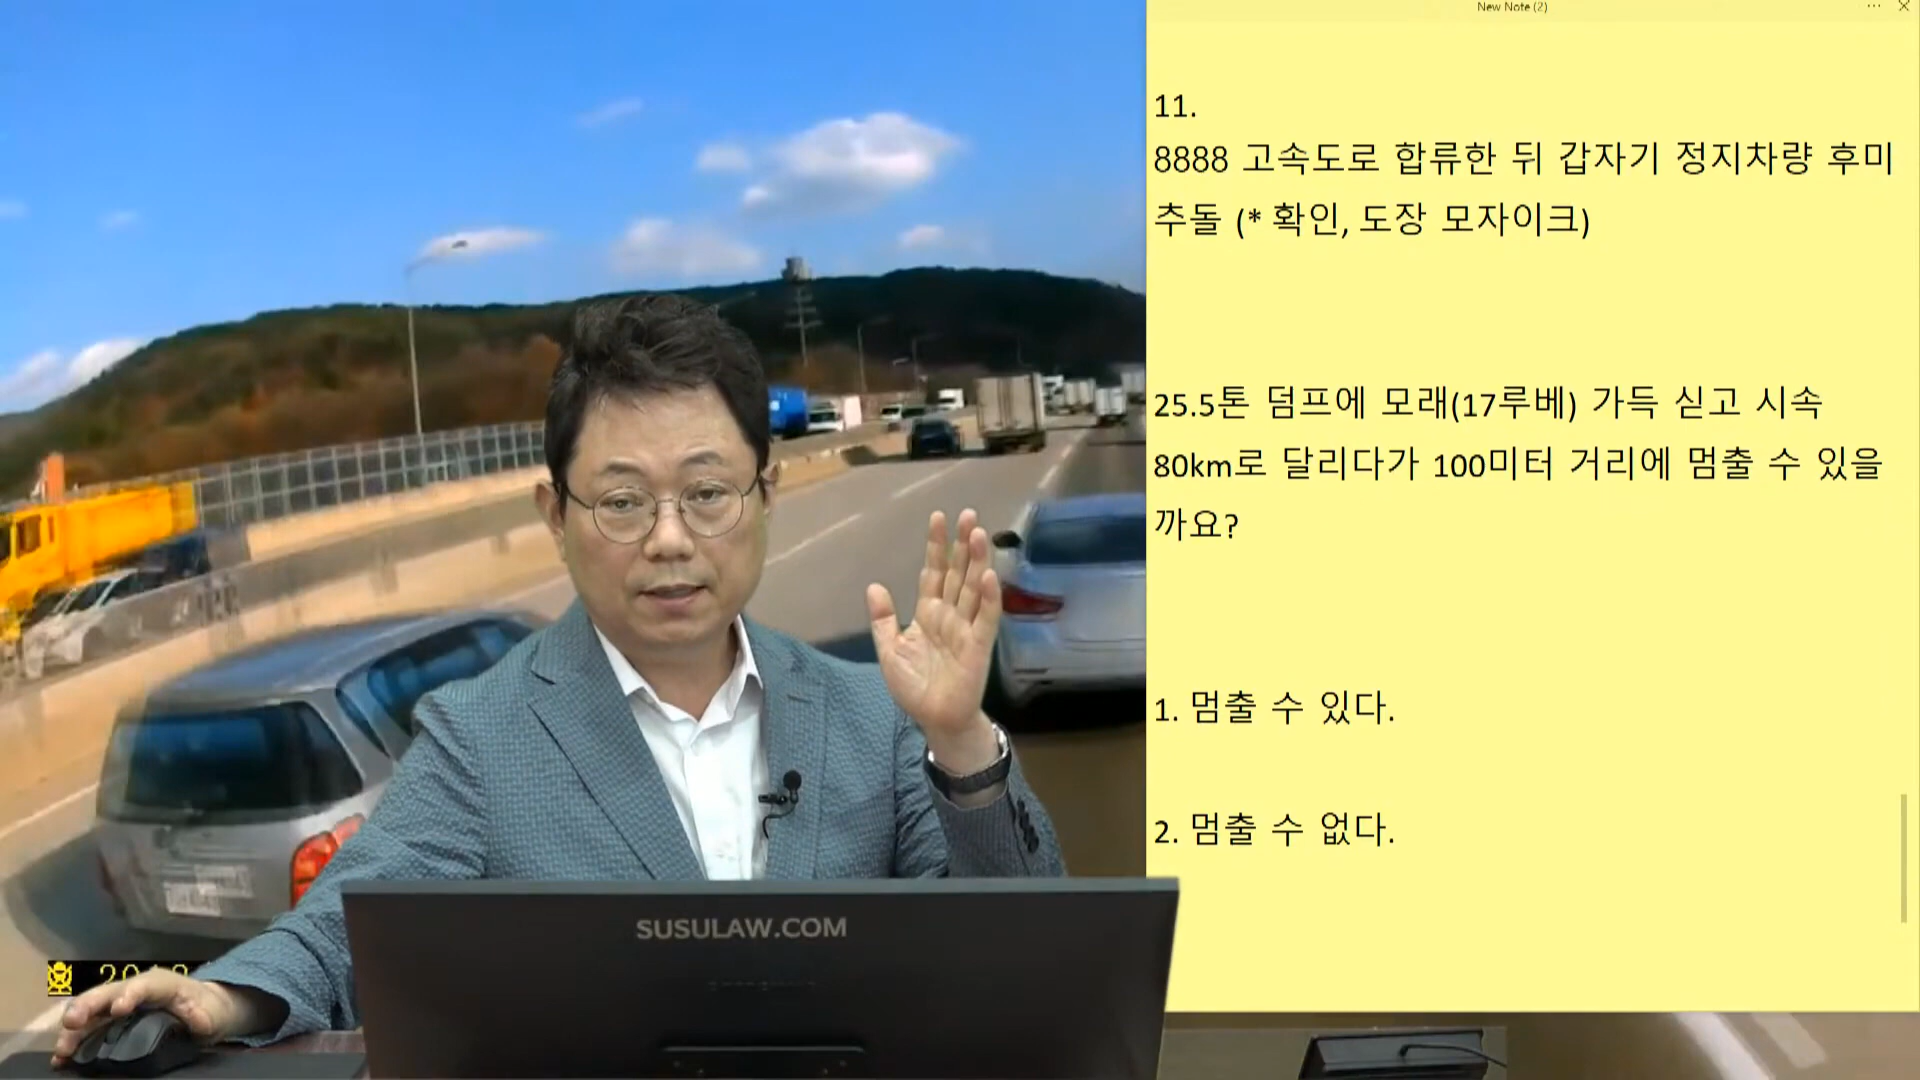 New Note (2)
11.
8888 고속도로 합류한 뒤 갑자기 정지차량 후미
추돌 (* 확인, 도장 모자이크)
25.5톤 덤프에 모래(17루베) 가득 싣고 시속
80km로 달리다가 100미터 거리에 멈출 수 있을
까요?
1. 멈출 수 있다.
2. 멈출 수 없다.
SUSULAW.COM